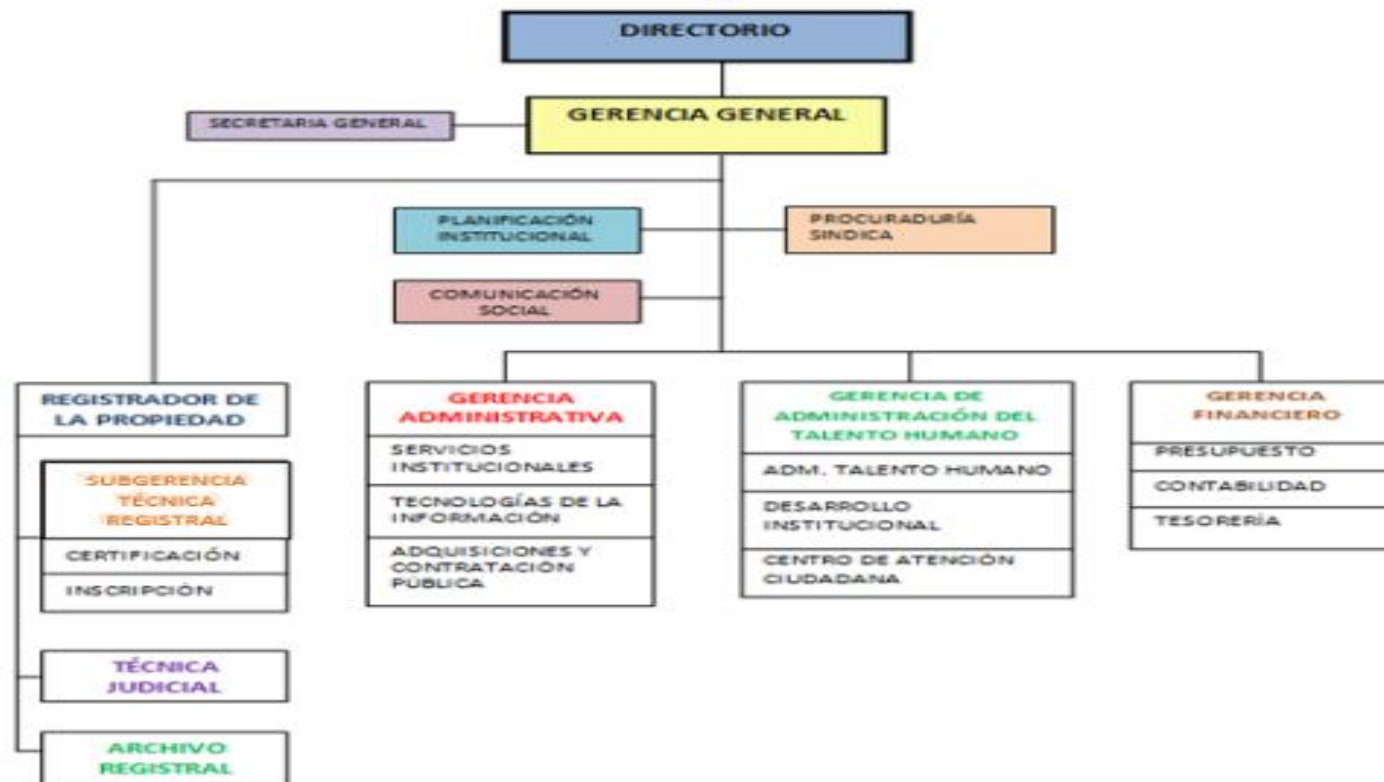 DIRECTORIO
GERENCIA GENERAL
SECRETARIA GENERAL
PLANIFICACIÓN
INSTITUCIONAL
PROCURADURÍA
SINDICA
COMUNICACIÓN
SOCIAL
REGISTRADOR DE
LA PROPIEDAD
SUBGERENCIA
TÉCNICA
REGISTRAL
CERTIFICACIÓN
INSCRIPCIÓN
TÉCNICA
JUDICIAL
ARCHIVO
REGISTRAL
GERENCIA
ADMINISTRATIVA
SERVICIOS
INSTITUCIONALES
TECNOLOGÍAS DE LA
INFORMACIÓN
ADQUISICIONES Y
CONTRATACIÓN
PÚBLICA
GERENCIA DE
ADMINISTRACIÓN DEL
TALENTO HUMANO
ADM. TALENTO HUMANO
DESARROLLO
INSTITUCIONAL
CENTRO DE ATENCIÓN
CIUDADANA
GERENCIA
FINANCIERO
PRESUPUESTO
CONTABILIDAD
TESORERÍA